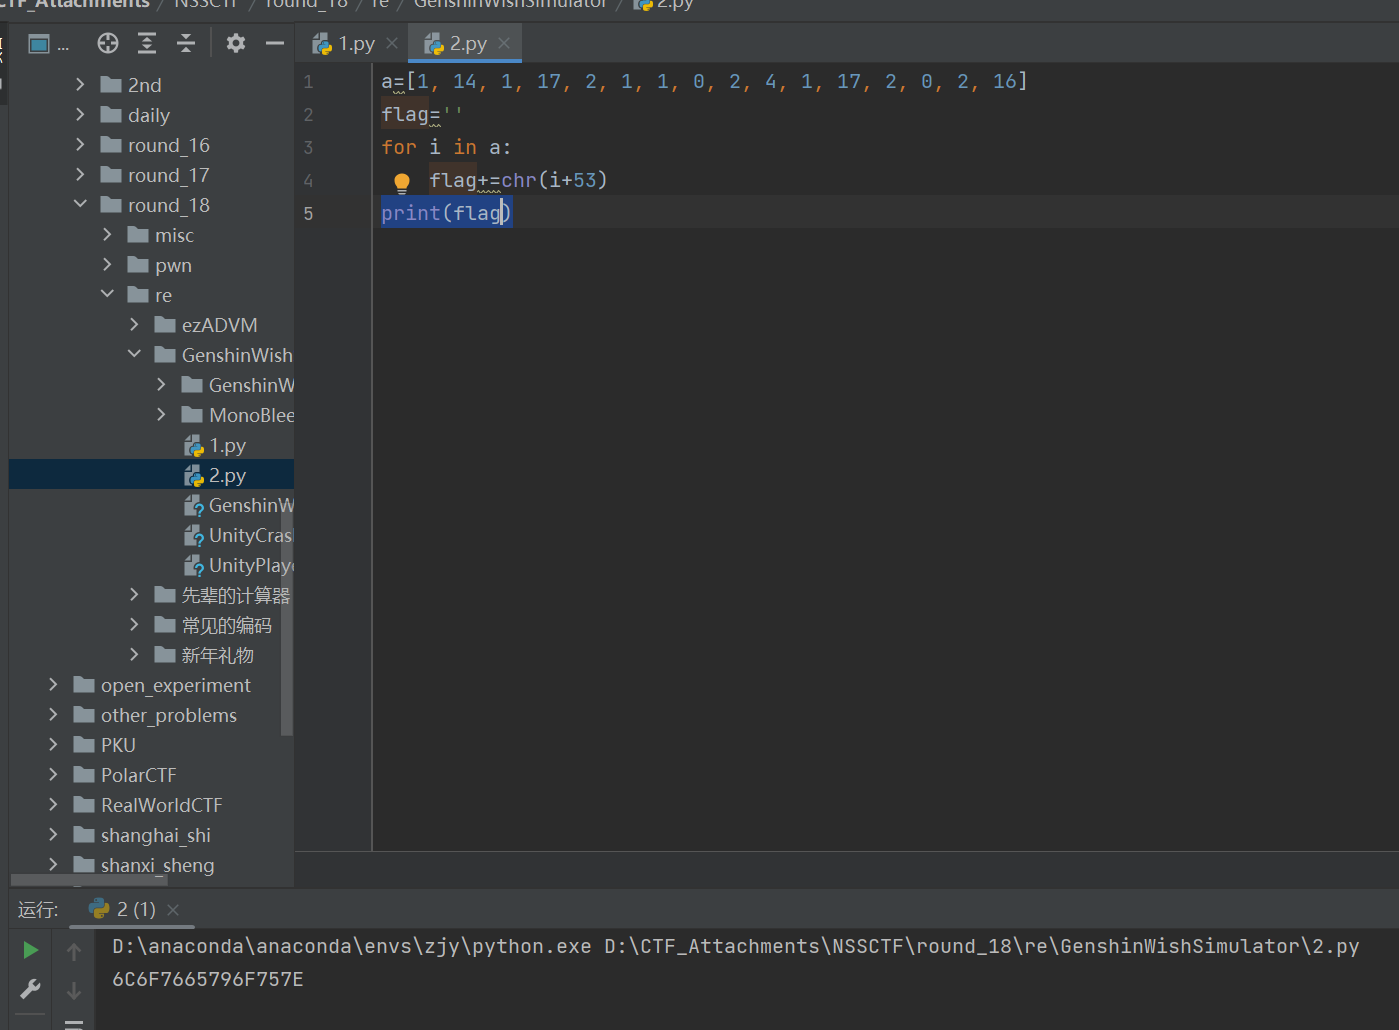 CTF_Attachments / NSSCTF / round_18 / re / GenshinWishSimulator / 2.py
...
1.py
2.py
2nd
daily
round_16
round_17
round_18
misc
pwn
re
ezADVM
GenshinWish
GenshinW
MonoBlee
1.py
2.py
GenshinW
UnityCras
UnityPlaye
先辈的计算器
常见的编码
新年礼物
open_experiment
other_problems
PKU
PolarCTF
RealWorldCTF
shanghai_shi
shanxi_sheng
1 a=[1, 14, 1, 17, 2, 1, 1, 0, 2, 4, 1, 17, 2, 0, 2, 16]
2 flag=''
3 for i in a:
4 flag+=chr(i+53)
5 print(flag)
运行:
2 (1)
D:\anaconda\anaconda\envs\zjy\python.exe D:\CTF_Attachments\NSSCTF\round_18\re\GenshinWishSimulator\2.py
6C6F7665796F757E